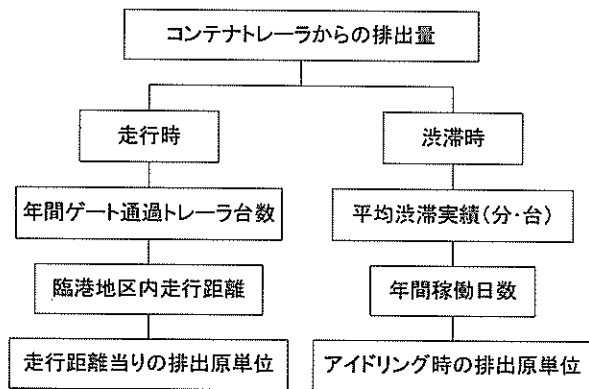 コンテナトレーラからの排出量
走行時
渋滞時
年間ゲート通過トレーラ台数
平均渋滞実績(分・台)
臨港地区内走行距離
年間稼働日数
走行距離当りの排出原単位
アイドリング時の排出原単位